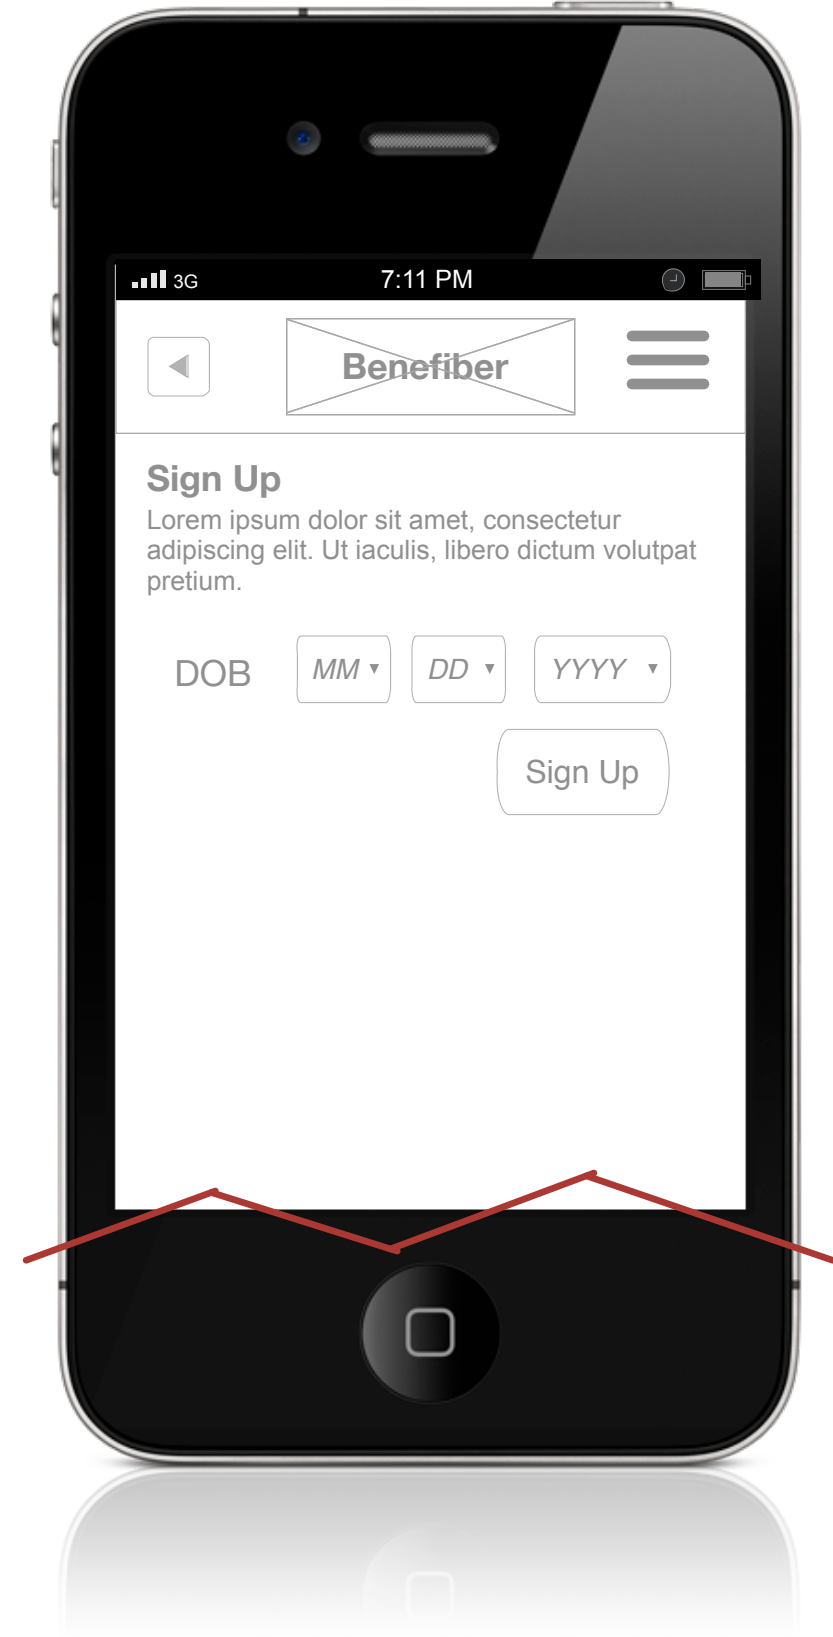 3G 7:11 PM
Benefiber
Sign Up
Lorem ipsum dolor sit amet, consectetur
adipiscing elit. Ut iaculis, libero dictum volutpat
pretium.
DOB MM DD YYYY
Sign Up